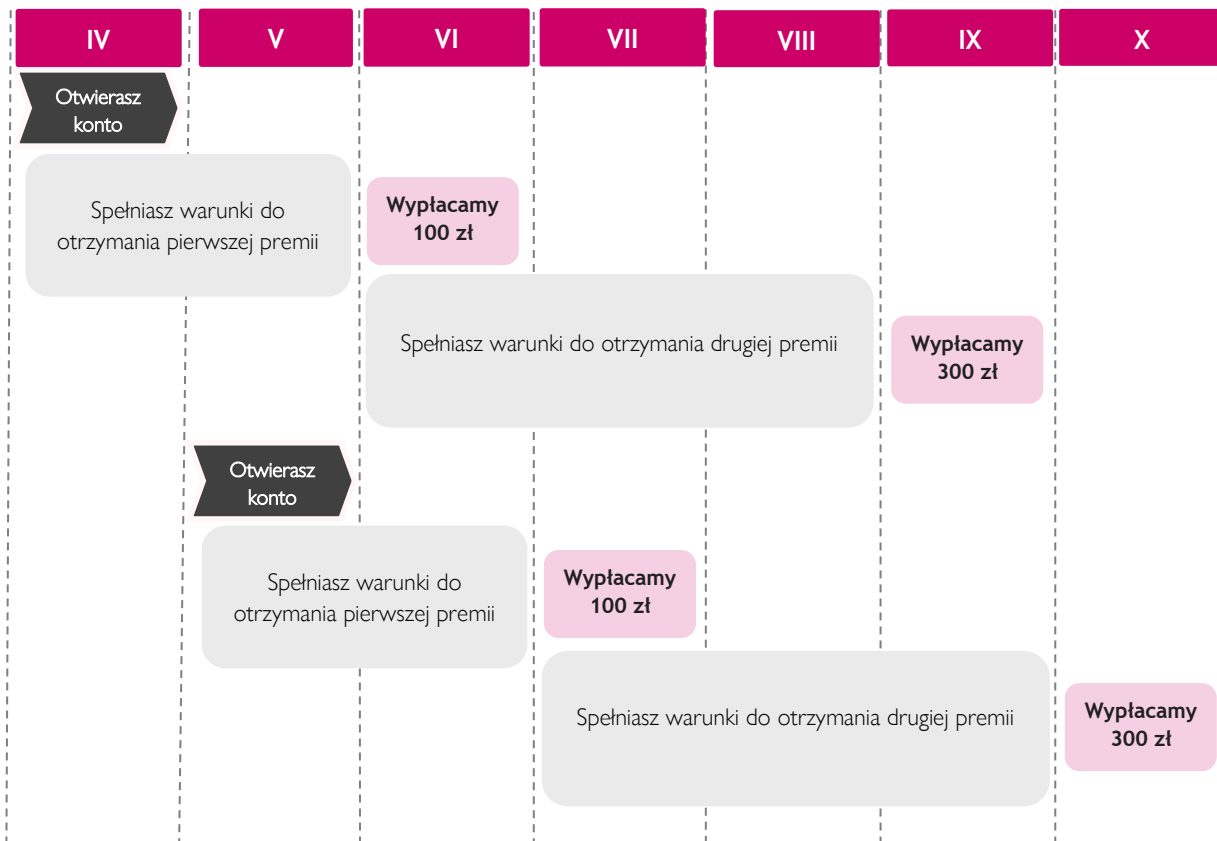 IV V VI VII VIII IX X
Otwierasz
konto
Spełniasz warunki do
otrzymania pierwszej premii
Wypłacamy
100 zł
Spełniasz warunki do otrzymania drugiej premii
Wypłacamy
300 zł
Otwierasz
konto
Spełniasz warunki do
otrzymania pierwszej premii
Wypłacamy
100 zł
Spełniasz warunki do otrzymania drugiej premii
Wypłacamy
300 zł